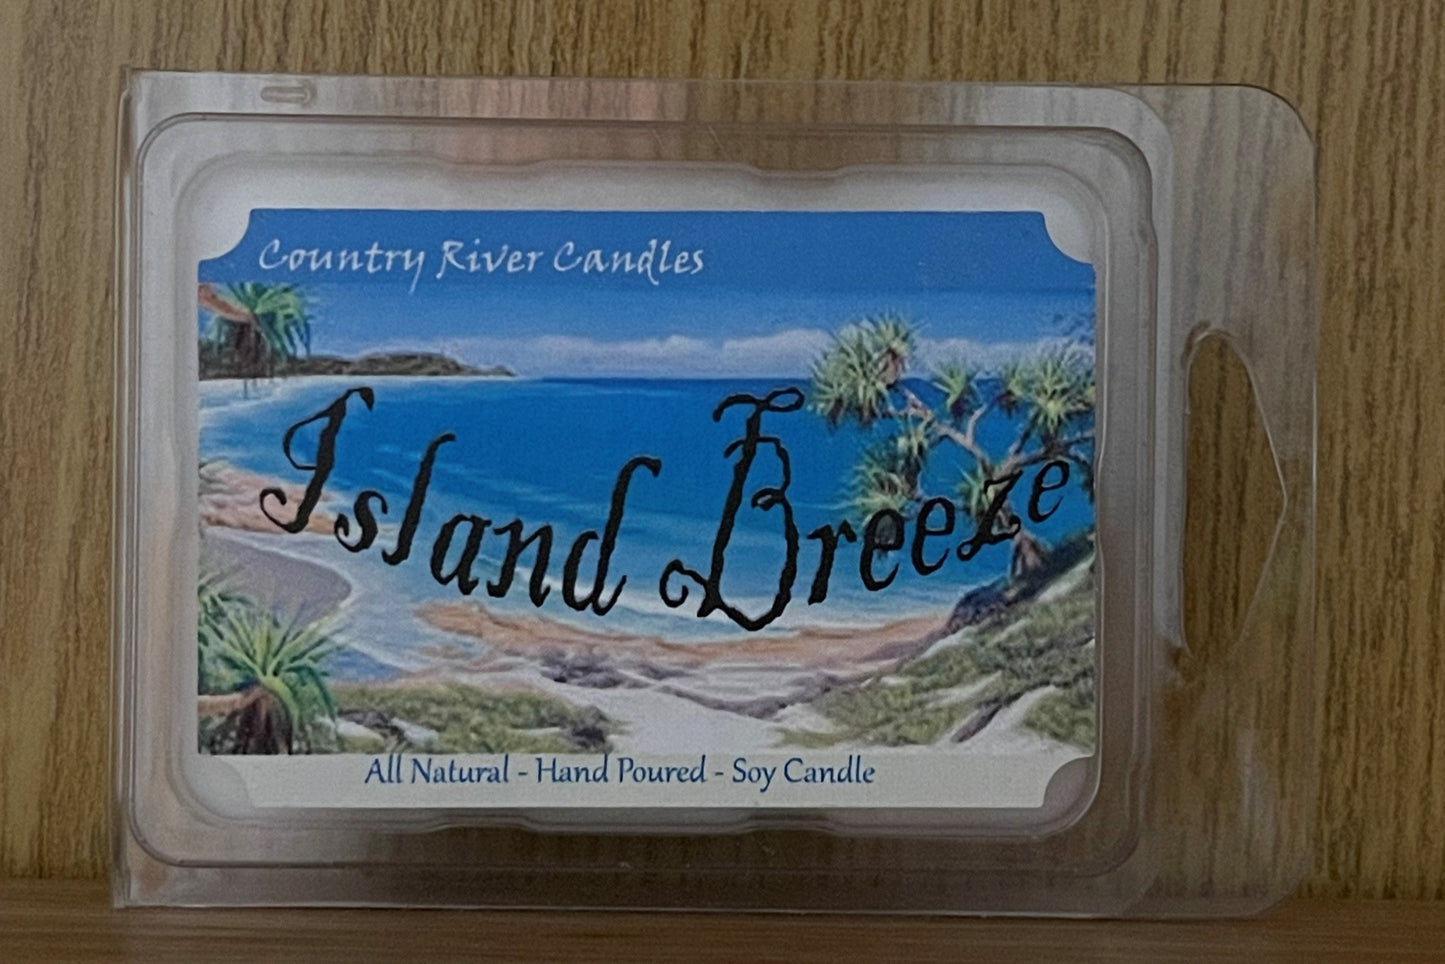 Country River Candles
Island Breeze
All Natural - Hand Poured - Soy Candle